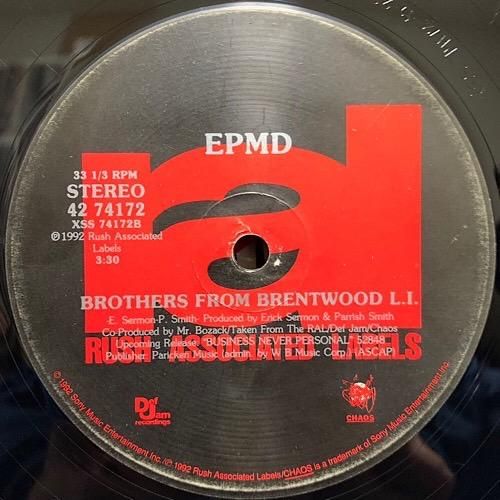 EPMD
33 1/3 RPM
STEREO
42 74172
XSS 74172B
℗1992 Rush Associated
Labels
3:30
BROTHERS FROM BRENTWOOD L.I.
-E. Sermon-P. Smith- Produced by Erick Sermon & Parrish Smith
Co-Produced by Mr. Bozack/Taken From The RAL/Def Jam/Chaos
Upcoming Release "BUSINESS NEVER PERSONAL" 52848
Publisher Paricken Music (admin. by W B Music Corp.)(ASCAP)
RUSH ASSOCIATED LABELS
Def Jam
recordings
CHAOS
© 1992 Sony Music Entertainment Inc./℗ 1992 Rush Associated Labels/CHAOS is a trademark of Sony Music Entertainment Inc.